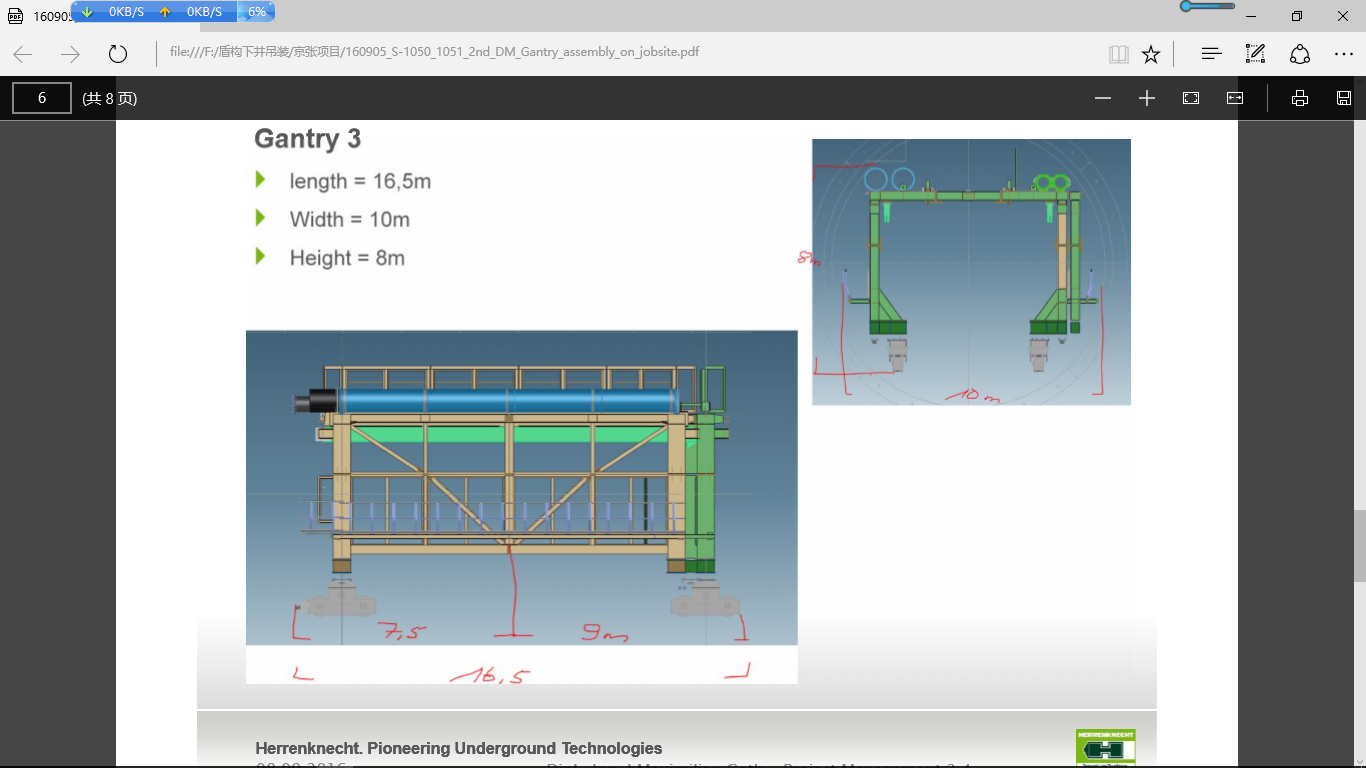 160905
0KB/S
0KB/S
6%
file:///F:/盾构下井吊装/京张项目/160905_S-1050_1051_2nd_DM_Gantry_assembly_on_jobsite.pdf
6
(共 8 页)
Gantry 3
length = 16,5m
Width = 10m
Height = 8m
8m
10 m
7,5
9m
16,5
Herrenknecht. Pioneering Underground Technologies
HERRENKNECHT